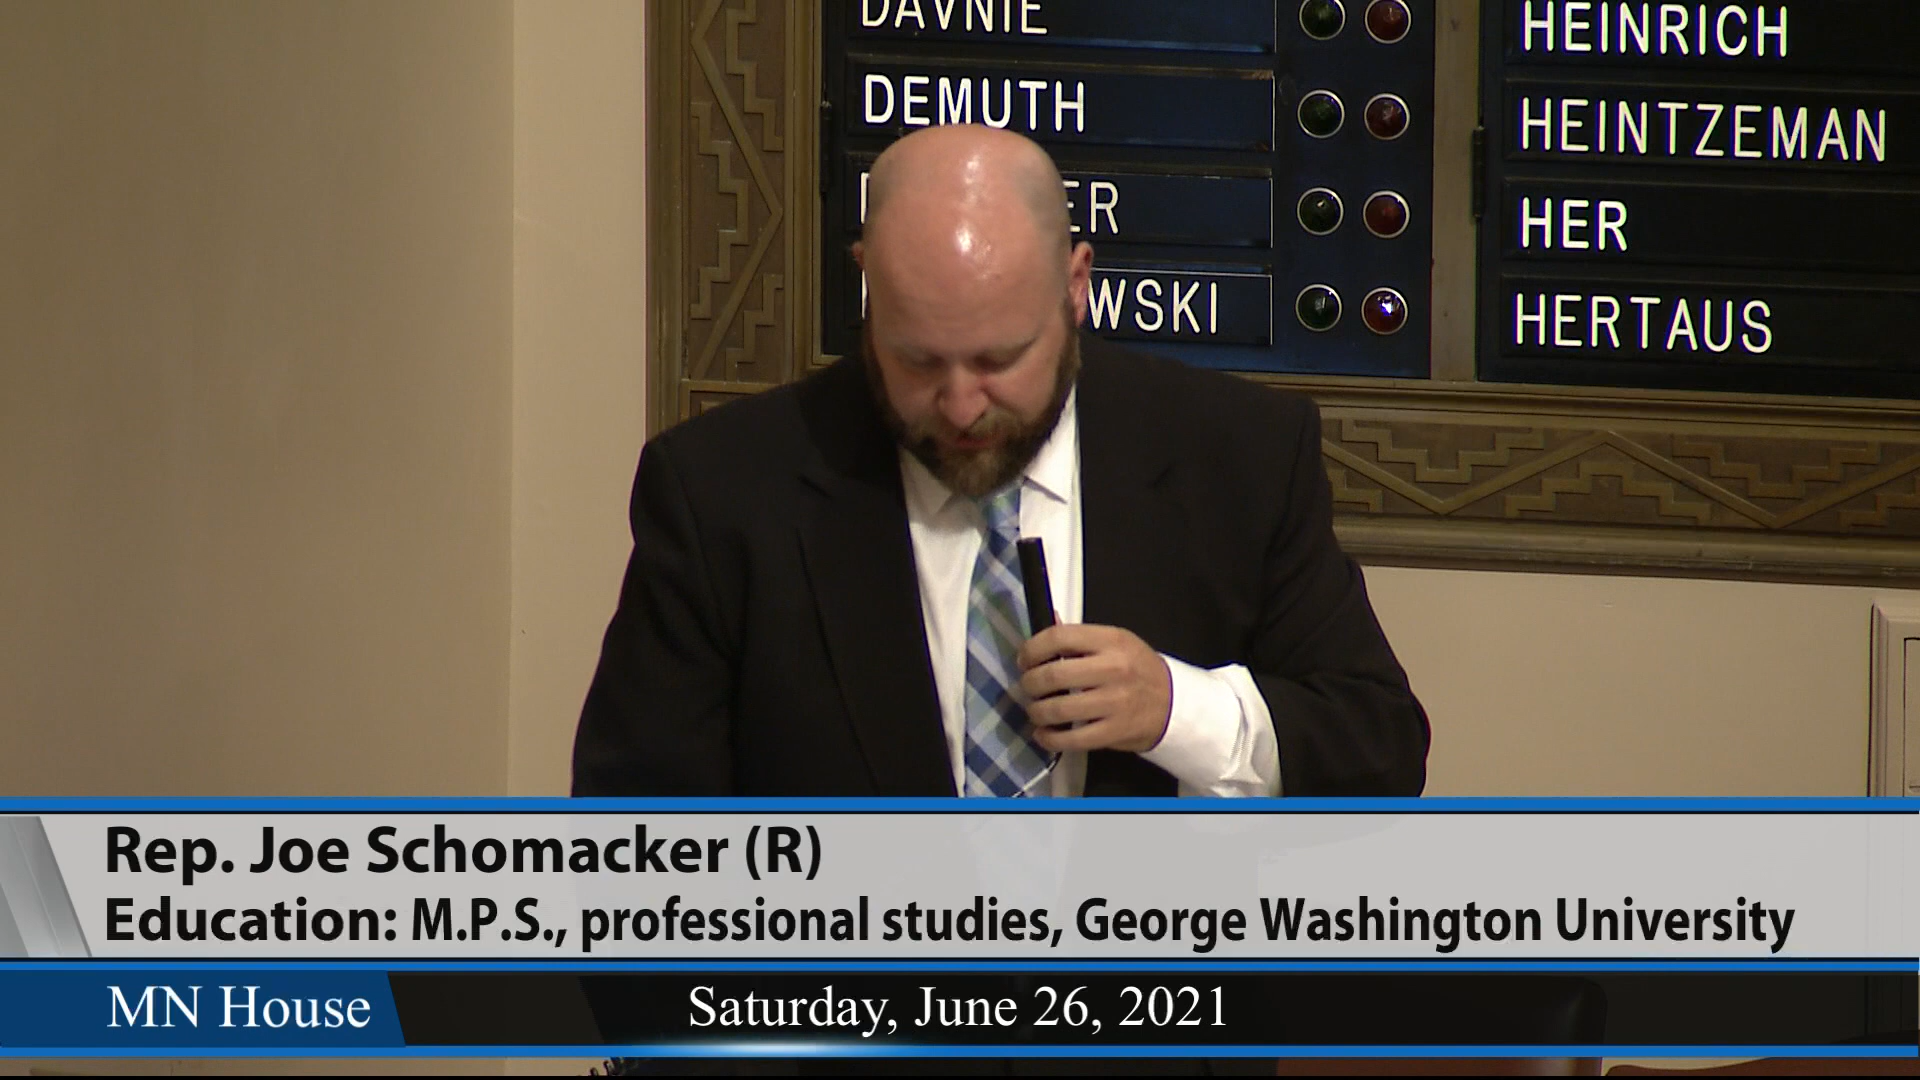 DAVNIE
DEMUTH
HEINRICH
HEINTZEMAN
HER
HERTAUS
Rep. Joe Schomacker (R)
Education: M.P.S., professional studies, George Washington University
MN House
Saturday, June 26, 2021